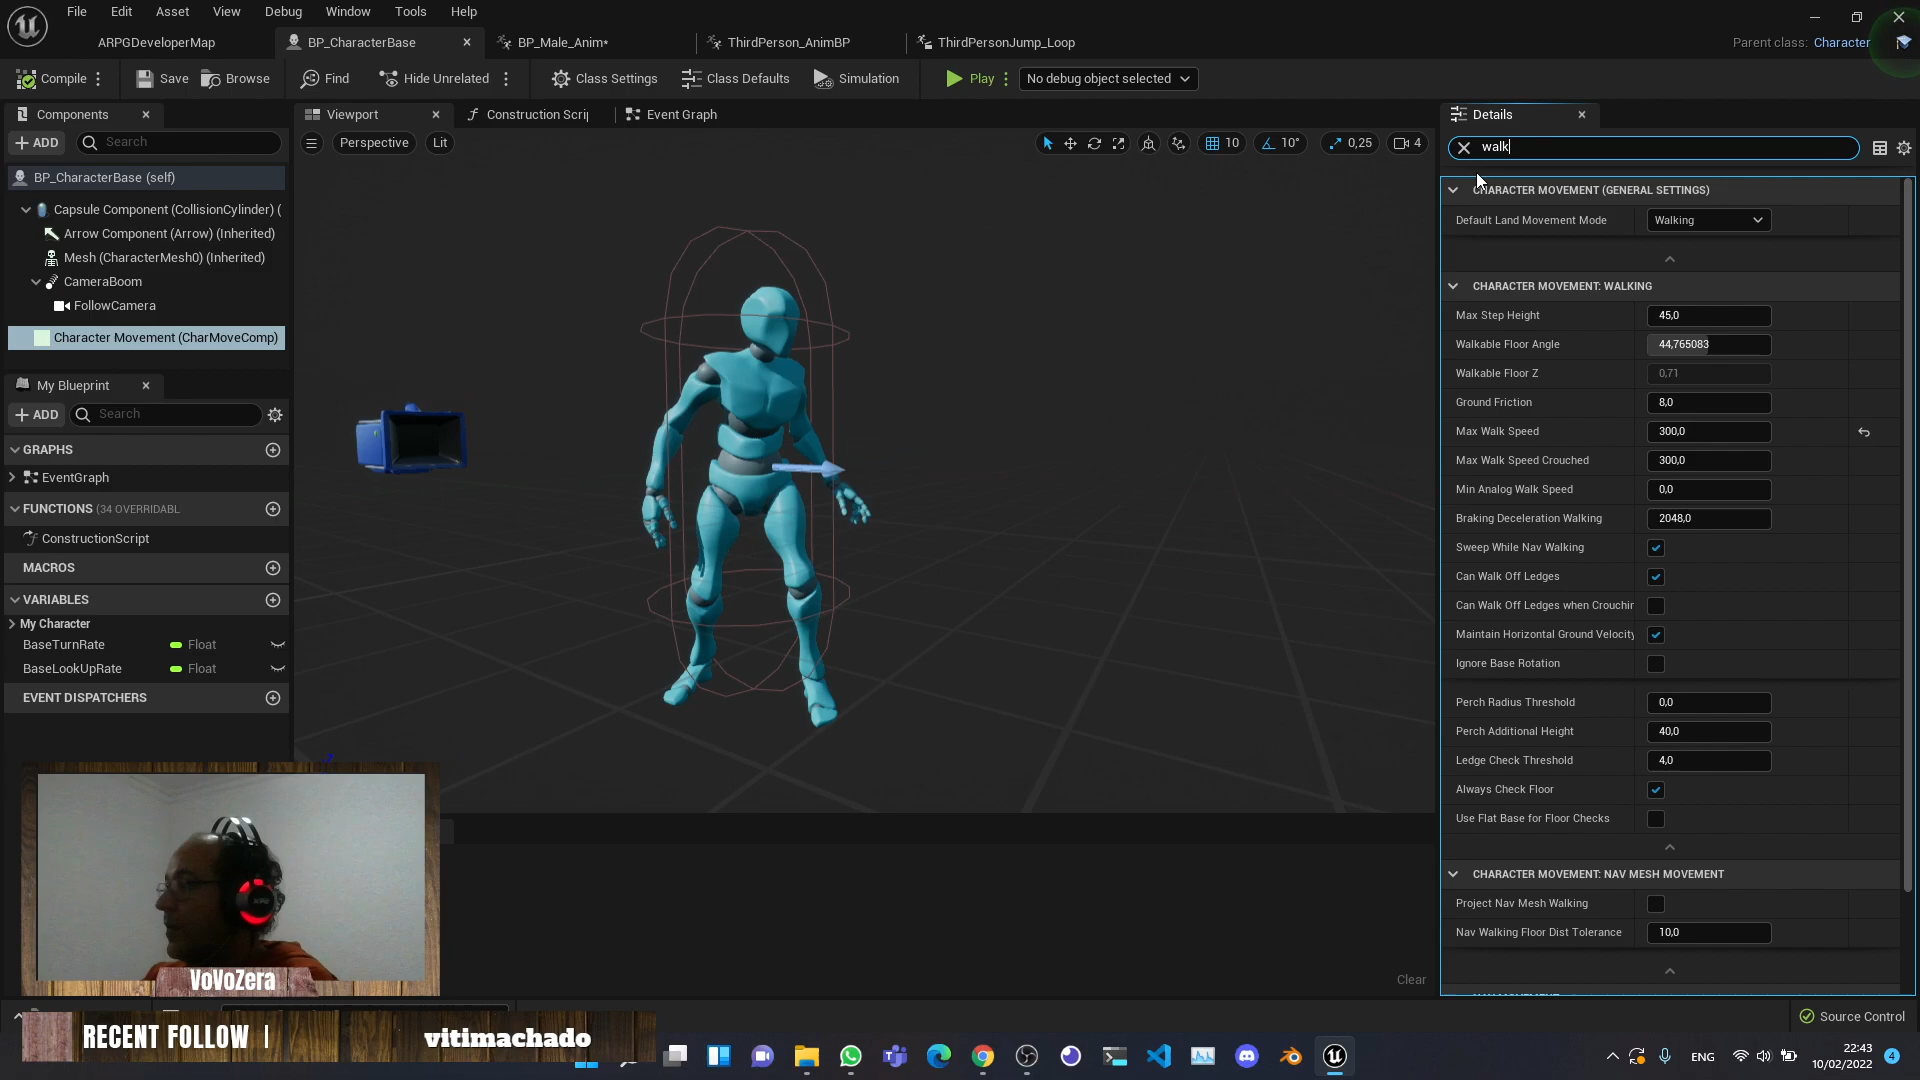 File Edit Asset View Debug Window Tools Help
ARPGDeveloperMap BP_CharacterBase BP_Male_Anim* ThirdPerson_AnimBP ThirdPersonJump_Loop Parent class: Character
Compile Save Browse Find Hide Unrelated Class Settings Class Defaults Simulation Play No debug object selected
Components Viewport Construction Scrip Event Graph Details
ADD Search Perspective Lit 10 10° 0,25 4 walk
BP_CharacterBase (self)
Capsule Component (CollisionCylinder) (
Arrow Component (Arrow) (Inherited)
Mesh (CharacterMesh0) (Inherited)
CameraBoom
FollowCamera
Character Movement (CharMoveComp)
My Blueprint
ADD Search
GRAPHS
EventGraph
FUNCTIONS (34 OVERRIDABL
ConstructionScript
MACROS
VARIABLES
My Character
BaseTurnRate Float
BaseLookUpRate Float
EVENT DISPATCHERS
CHARACTER MOVEMENT (GENERAL SETTINGS)
Default Land Movement Mode Walking
CHARACTER MOVEMENT: WALKING
Max Step Height 45,0
Walkable Floor Angle 44,765083
Walkable Floor Z 0,71
Ground Friction 8,0
Max Walk Speed 300,0
Max Walk Speed Crouched 300,0
Min Analog Walk Speed 0,0
Braking Deceleration Walking 2048,0
Sweep While Nav Walking
Can Walk Off Ledges
Can Walk Off Ledges when Crouchin
Maintain Horizontal Ground Velocity
Ignore Base Rotation
Perch Radius Threshold 0,0
Perch Additional Height 40,0
Ledge Check Threshold 4,0
Always Check Floor
Use Flat Base for Floor Checks
CHARACTER MOVEMENT: NAV MESH MOVEMENT
Project Nav Mesh Walking
Nav Walking Floor Dist Tolerance 10,0
Clear
VoVoZera
Source Control
RECENT FOLLOW | vitimachado
ENG 22:43
10/02/2022 4